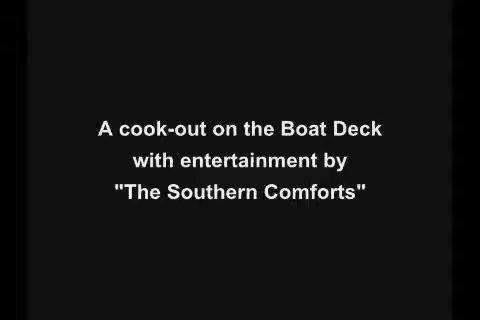 A cook-out on the Boat Deck
with entertainment by
"The Southern Comforts"